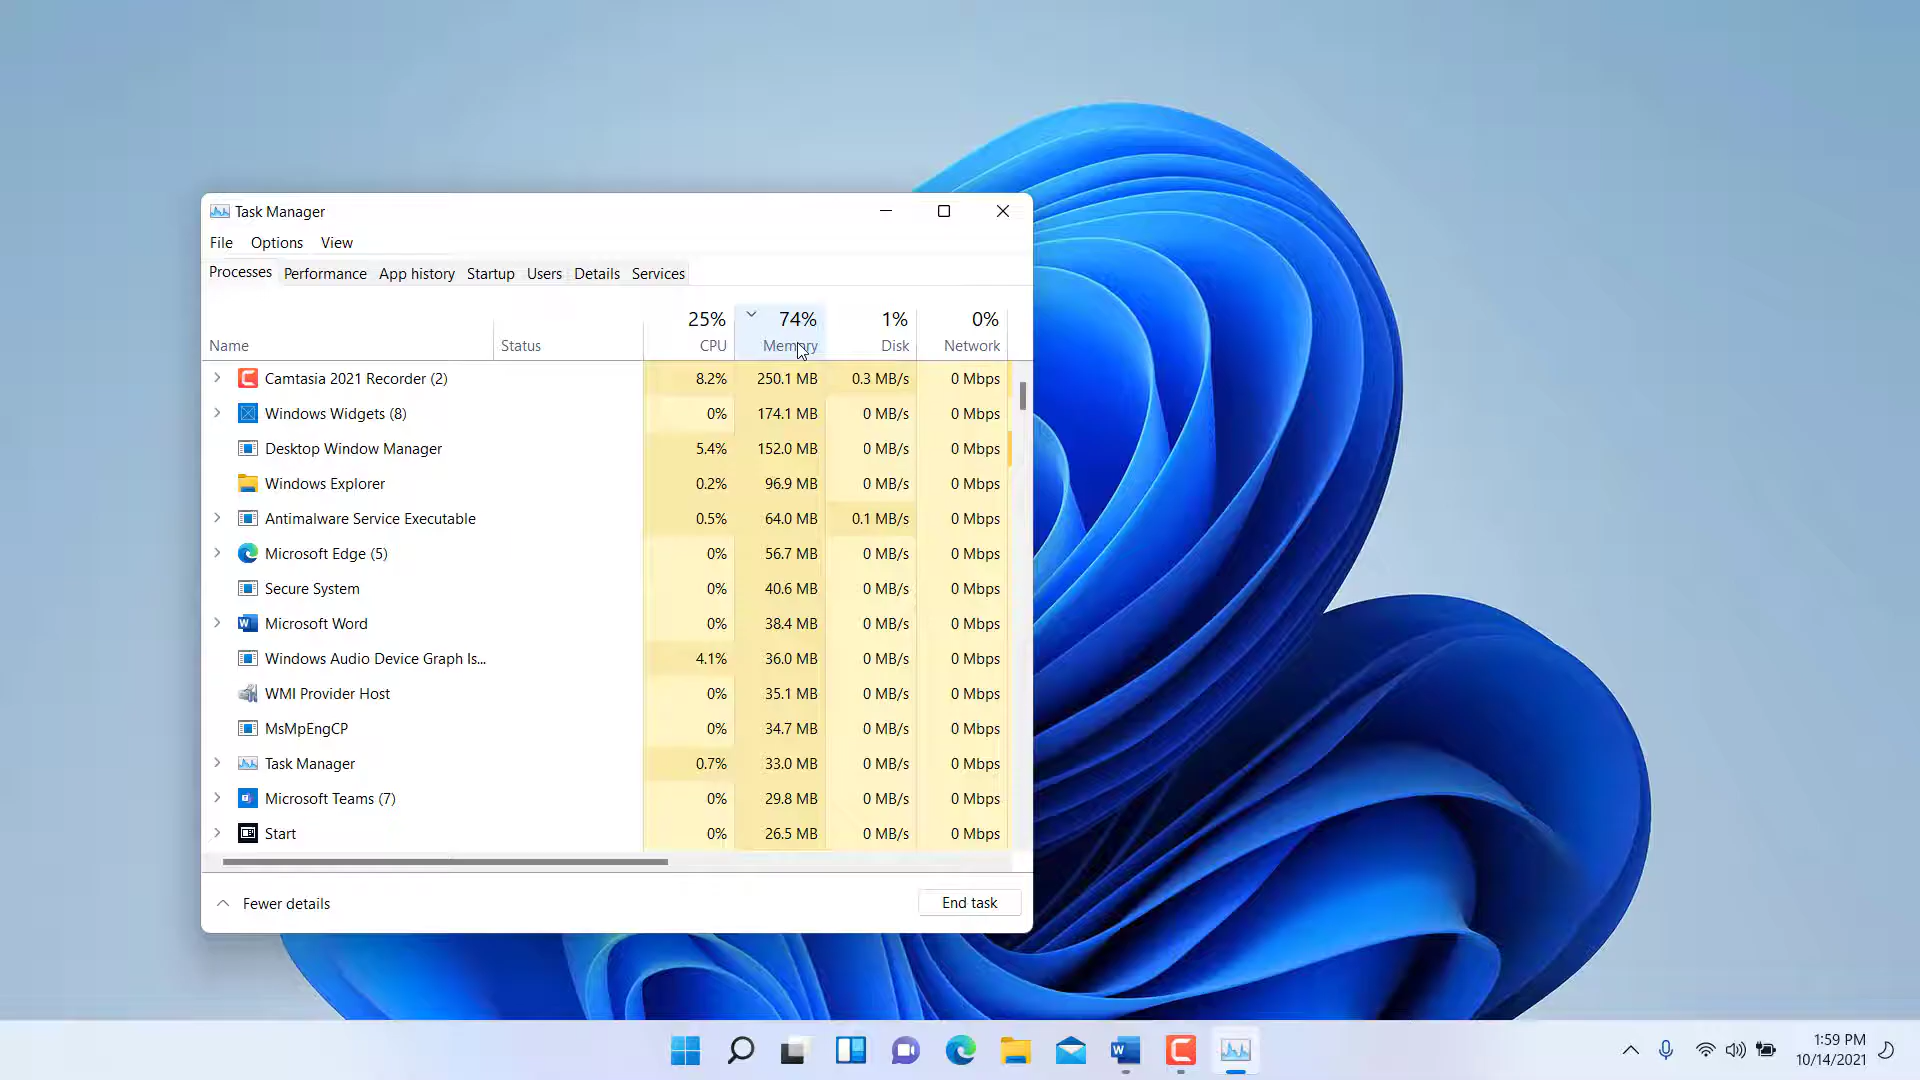 Task Manager
File Options View
Processes Performance App history Startup Users Details Services
25% 74% 1% 0%
Name Status CPU Memory Disk Network
Camtasia 2021 Recorder (2) 8.2% 250.1 MB 0.3 MB/s 0 Mbps
Windows Widgets (8) 0% 174.1 MB 0 MB/s 0 Mbps
Desktop Window Manager 5.4% 152.0 MB 0 MB/s 0 Mbps
Windows Explorer 0.2% 96.9 MB 0 MB/s 0 Mbps
Antimalware Service Executable 0.5% 64.0 MB 0.1 MB/s 0 Mbps
Microsoft Edge (5) 0% 56.7 MB 0 MB/s 0 Mbps
Secure System 0% 40.6 MB 0 MB/s 0 Mbps
Microsoft Word 0% 38.4 MB 0 MB/s 0 Mbps
Windows Audio Device Graph Is... 4.1% 36.0 MB 0 MB/s 0 Mbps
WMI Provider Host 0% 35.1 MB 0 MB/s 0 Mbps
MsMpEngCP 0% 34.7 MB 0 MB/s 0 Mbps
Task Manager 0.7% 33.0 MB 0 MB/s 0 Mbps
Microsoft Teams (7) 0% 29.8 MB 0 MB/s 0 Mbps
Start 0% 26.5 MB 0 MB/s 0 Mbps
Fewer details End task
1:59 PM
10/14/2021